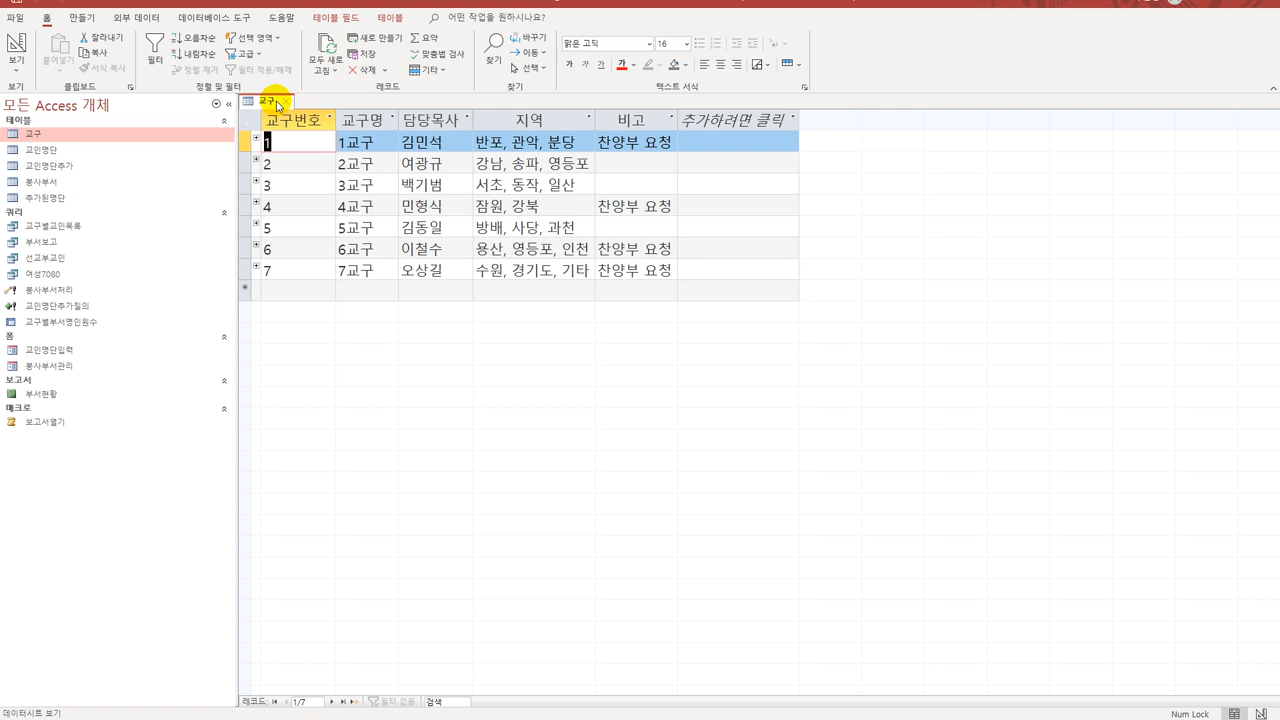 파일 홈 만들기 외부 데이터 데이터베이스 도구 도움말 테이블 필드 테이블 어떤 작업을 원하시나요?
보기
붙여넣기
잘라내기
복사
서식 복사
필터
오름차순
내림차순
정렬 제거
선택 영역
고급
필터 적용/해제
모두 새로 고침
새로 만들기
저장
삭제
요약
맞춤법 검사
기타
찾기
바꾸기
이동
선택
맑은 고딕 16
가 가 가 가
보기 클립보드 정렬 및 필터 레코드 찾기 텍스트 서식
모든 Access 개체
테이블
교구
교인명단
교인명단추가
봉사부서
추가된명단
쿼리
교구별교인목록
부서보고
선교부교인
여성7080
봉사부서처리
교인명단추가질의
교구별부서명인원수
폼
교인명단입력
봉사부서관리
보고서
부서현황
매크로
보고서열기
교구
교구번호 교구명 담당목사 지역 비고 추가하려면 클릭
1 1교구 김민석 반포, 관악, 분당 찬양부 요청
2 2교구 여광규 강남, 송파, 영등포
3 3교구 백기범 서초, 동작, 일산
4 4교구 민형식 잠원, 강북 찬양부 요청
5 5교구 김동일 방배, 사당, 과천
6 6교구 이철수 용산, 영등포, 인천 찬양부 요청
7 7교구 오상길 수원, 경기도, 기타 찬양부 요청
레코드: 1/7 필터 없음 검색
데이터시트 보기 Num Lock